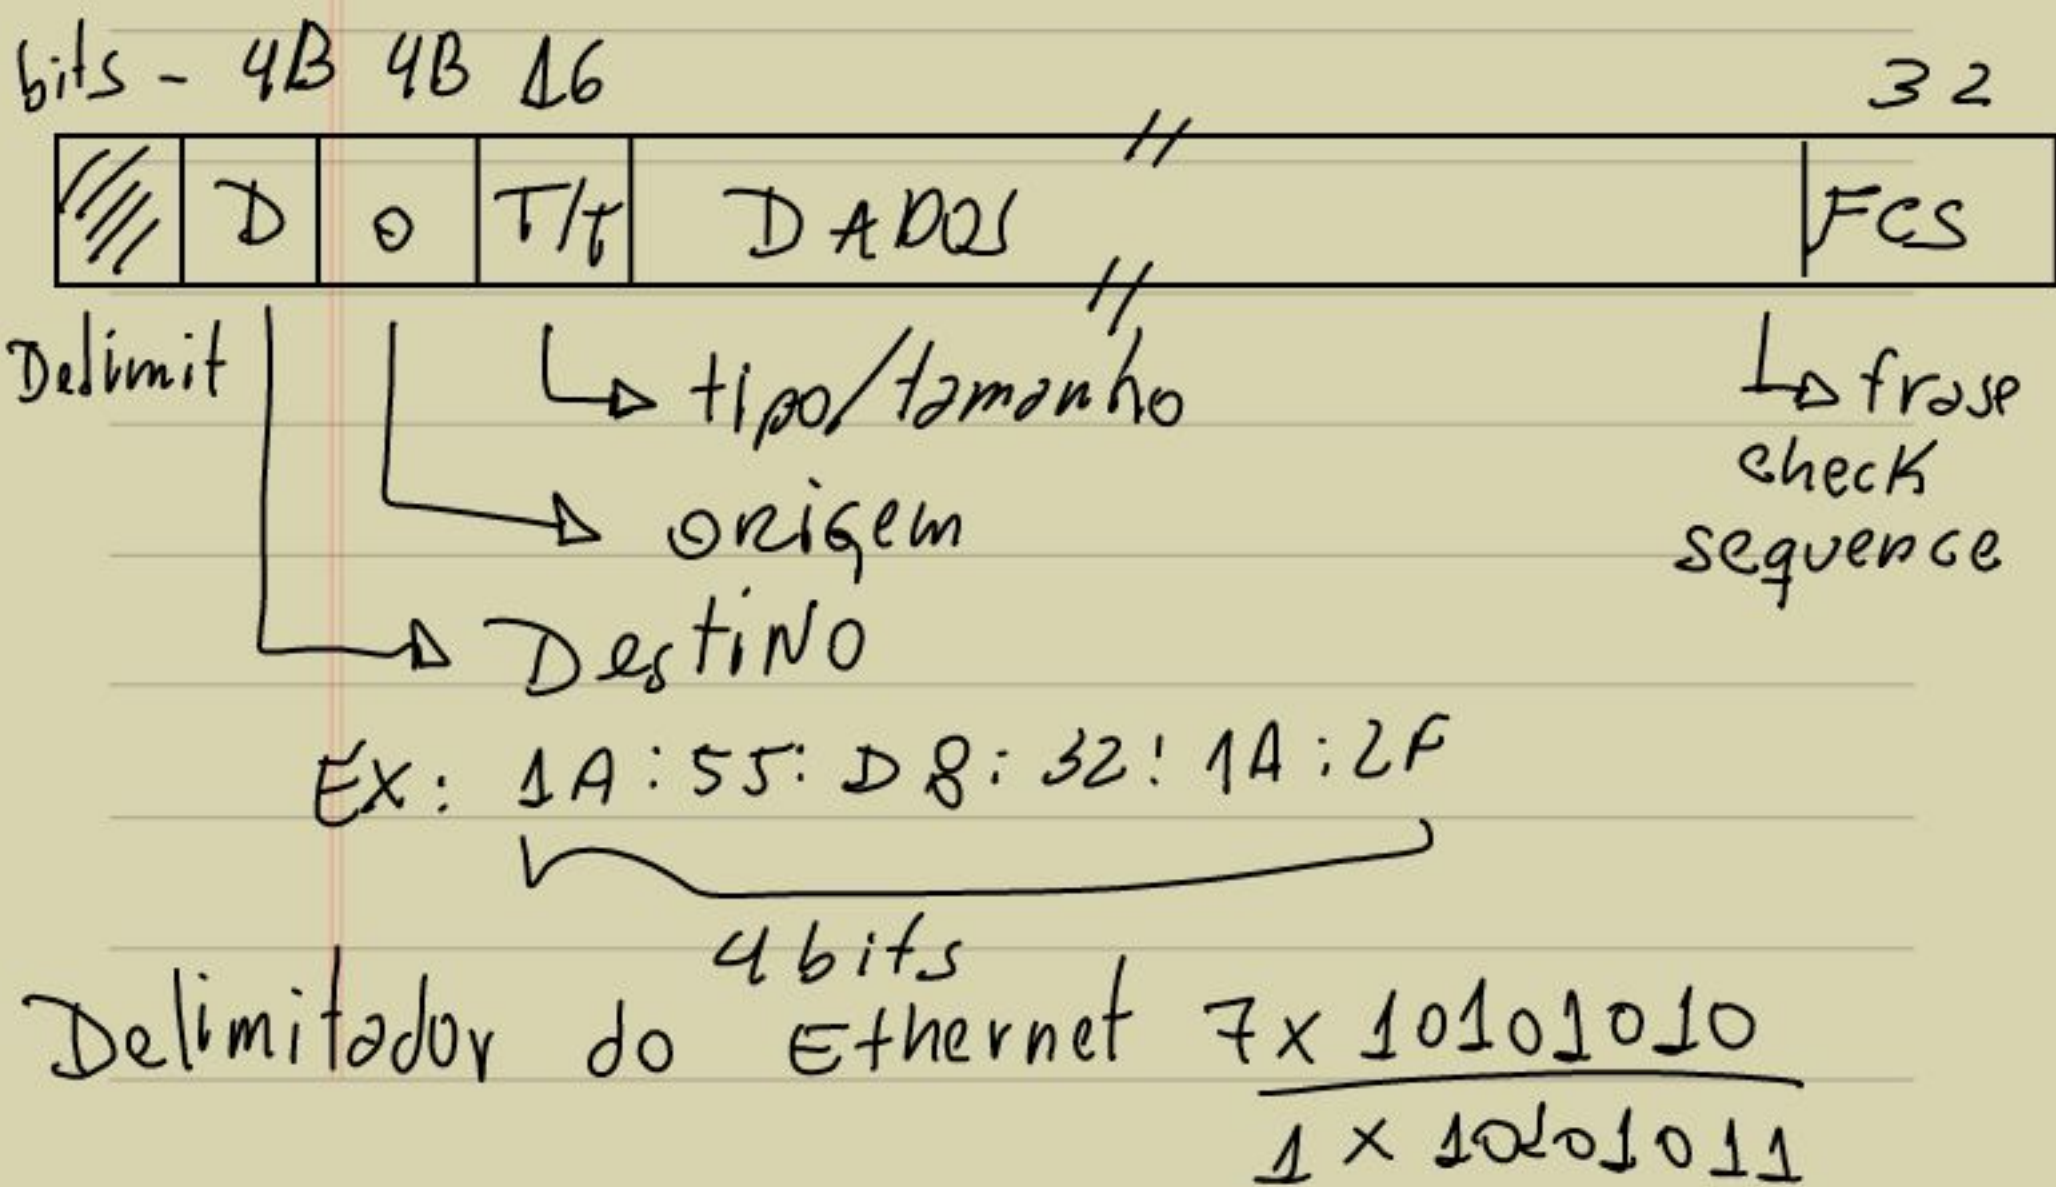 bits - 4B 4B 16 32
D O T/t DADOS FCS
Delimit
tipo/tamanho
origem
Destino
frase
check
sequence
EX: 1A:55:D8:32:1A:2F
4 bits
Delimitador do Ethernet 7x 10101010
1 x 10101011